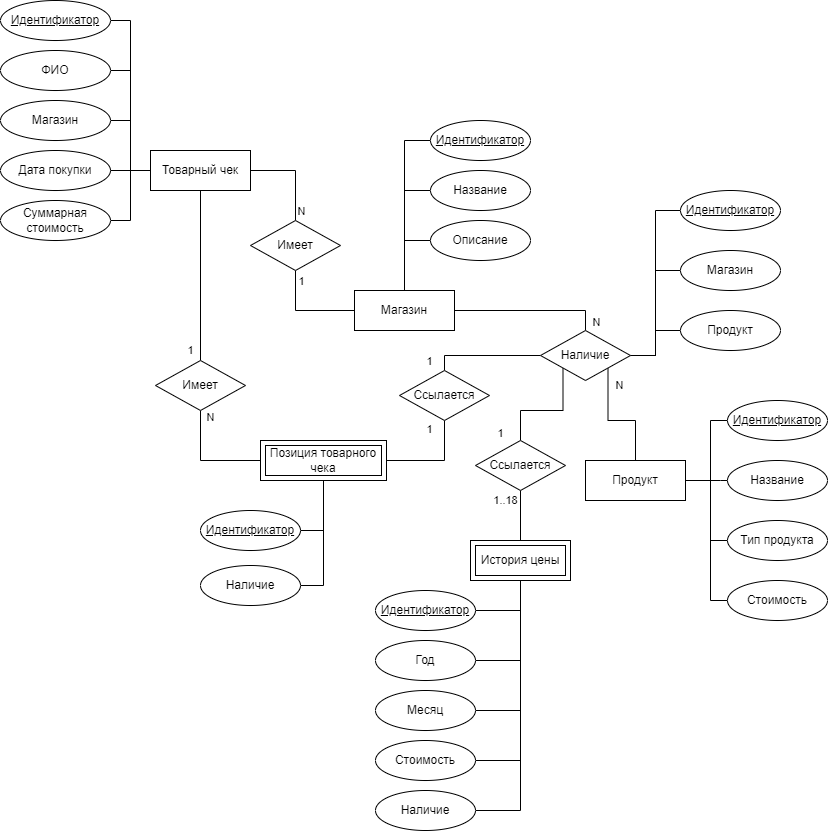 Идентификатор
ФИО
Магазин
Дата покупки
Суммарная
стоимость
Товарный чек
N
Имеет
1
Идентификатор
Название
Описание
Магазин
Идентификатор
Магазин
Продукт
N
Наличие
N
1
Имеет
N
1
Ссылается
1
Позиция товарного
чека
Идентификатор
Наличие
1
Ссылается
1..18
История цены
Продукт
Идентификатор
Название
Тип продукта
Стоимость
Идентификатор
Год
Месяц
Стоимость
Наличие